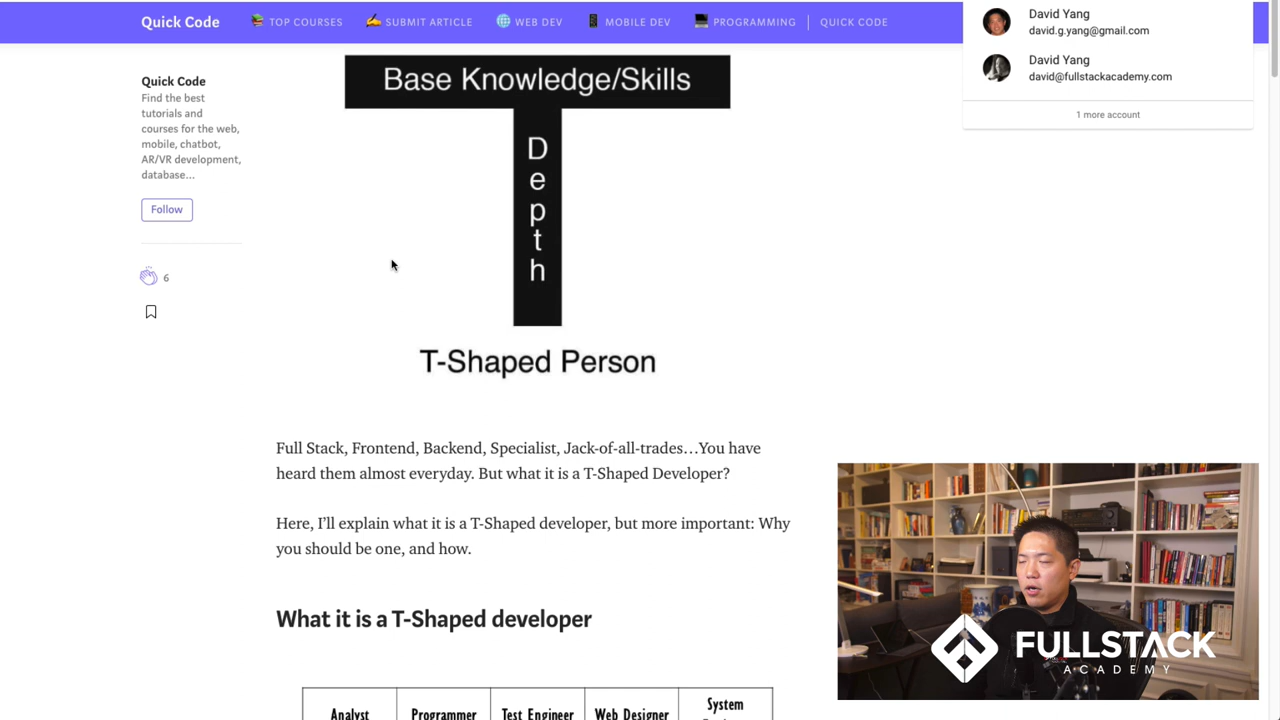 Quick Code
TOP COURSES
SUBMIT ARTICLE
WEB DEV
MOBILE DEV
PROGRAMMING
QUICK CODE
David Yang
david.g.yang@gmail.com
David Yang
david@fullstackacademy.com
1 more account
Quick Code
Find the best
tutorials and
courses for the web,
mobile, chatbot,
AR/VR development,
database...
Follow
6
Base Knowledge/Skills
D
e
p
t
h
T-Shaped Person
Full Stack, Frontend, Backend, Specialist, Jack-of-all-trades…You have
heard them almost everyday. But what it is a T-Shaped Developer?
Here, I’ll explain what it is a T-Shaped developer, but more important: Why
you should be one, and how.
What it is a T-Shaped developer
Analyst
Programmer
Test Engineer
Web Designer
System
FULLSTACK
ACADEMY